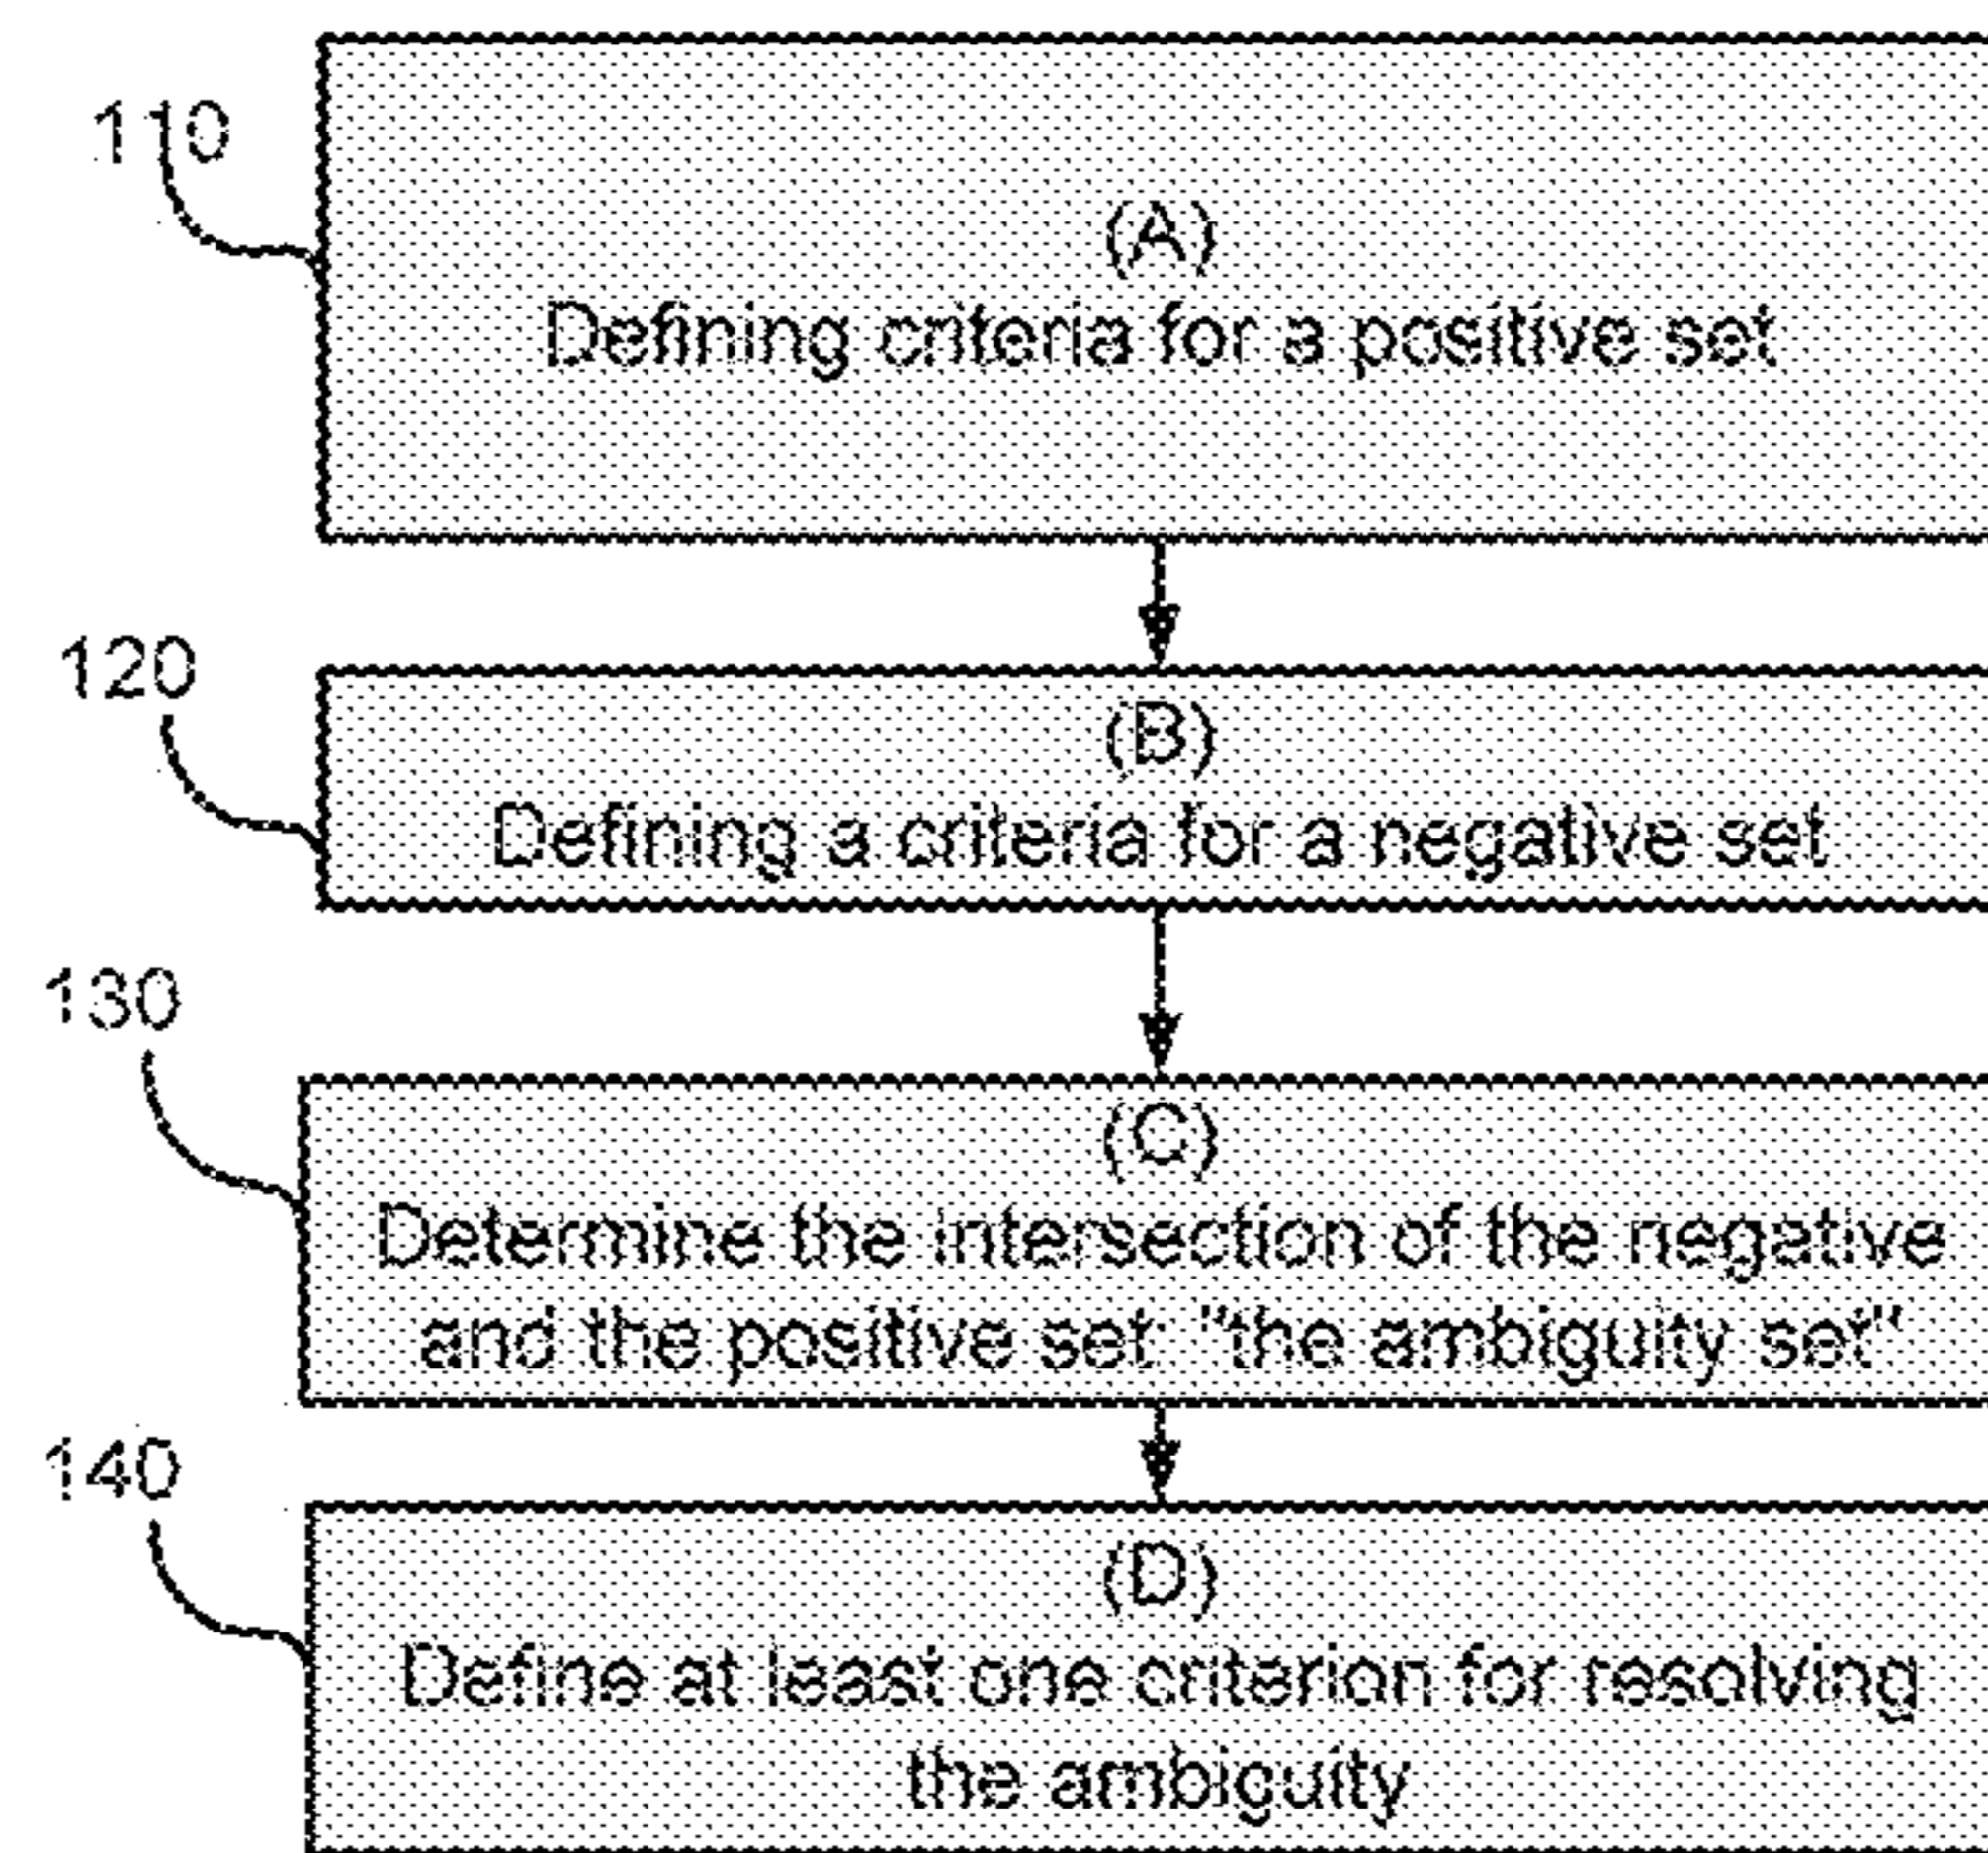 110
(A)
Defining criteria for a positive set
120
(B)
Defining a criteria for a negative set
130
(C)
Determine the intersection of the negative
and the positive set: "the ambiguity set"
140
(D)
Define at least one criterion for resolving
the ambiguity